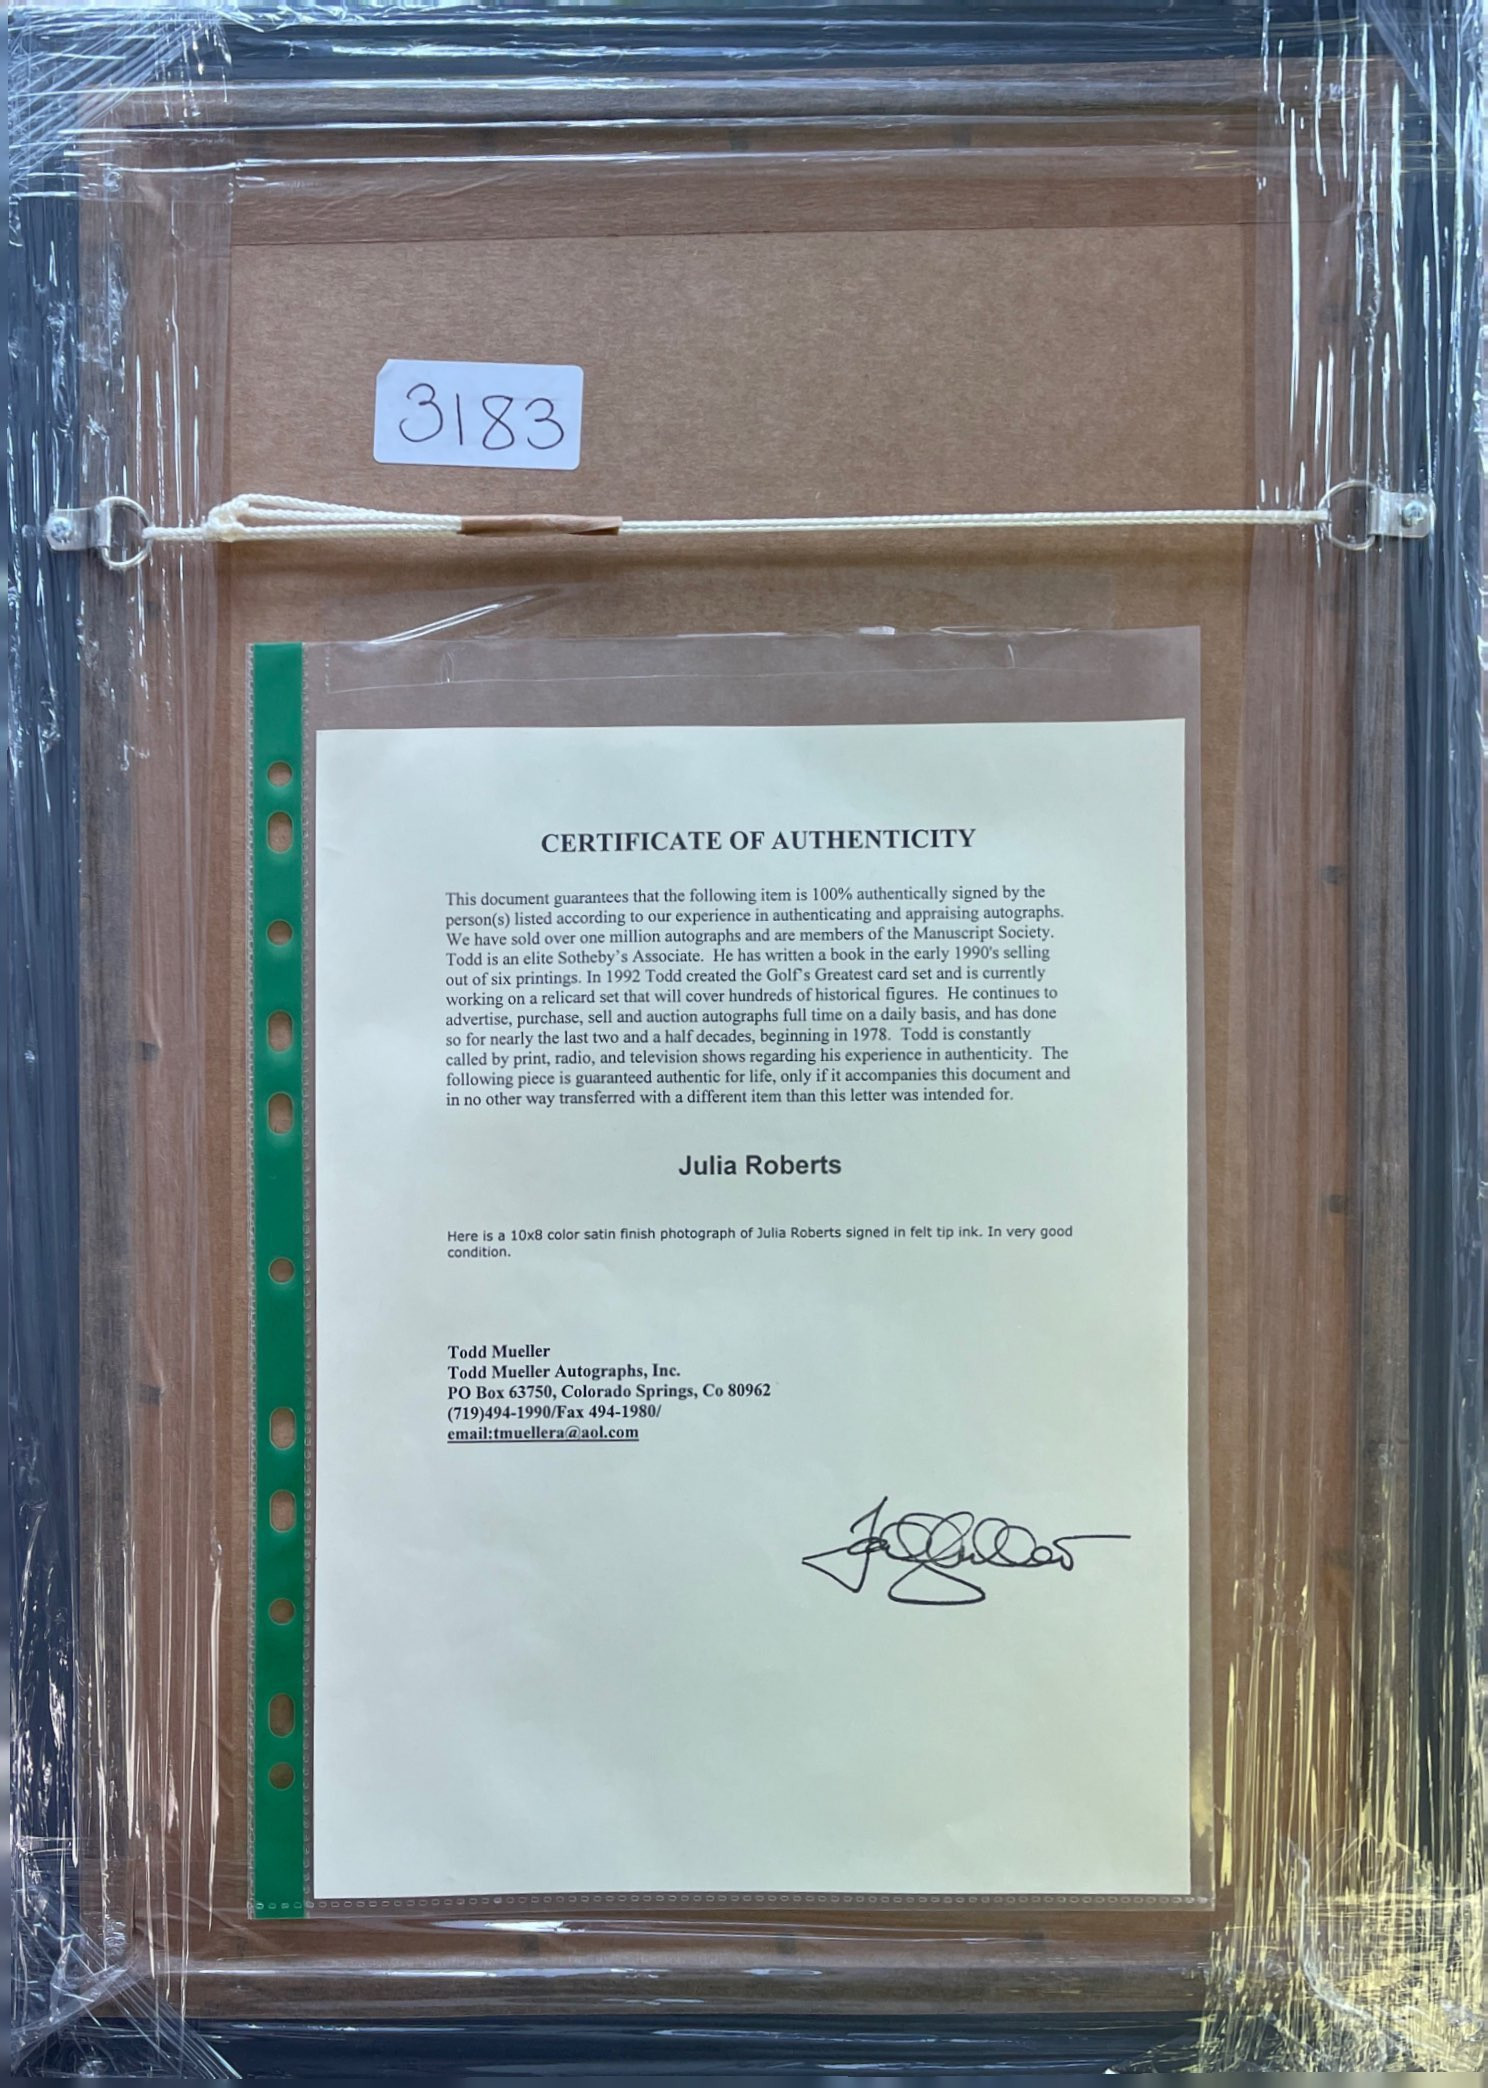 3183
CERTIFICATE OF AUTHENTICITY
This document guarantees that the following item is 100% authentically signed by the
person(s) listed according to our experience in authenticating and appraising autographs.
We have sold over one million autographs and are members of the Manuscript Society.
Todd is an elite Sotheby's Associate.  He has written a book in the early 1990's selling
out of six printings. In 1992 Todd created the Golf's Greatest card set and is currently
working on a relicard set that will cover hundreds of historical figures.  He continues to
advertise, purchase, sell and auction autographs full time on a daily basis, and has done
so for nearly the last two and a half decades, beginning in 1978.  Todd is constantly
called by print, radio, and television shows regarding his experience in authenticity.  The
following piece is guaranteed authentic for life, only if it accompanies this document and
in no other way transferred with a different item than this letter was intended for.
Julia Roberts
Here is a 10x8 color satin finish photograph of Julia Roberts signed in felt tip ink. In very good
condition.
Todd Mueller
Todd Mueller Autographs, Inc.
PO Box 63750, Colorado Springs, Co 80962
(719)494-1990/Fax 494-1980/
email:tmuellera@aol.com